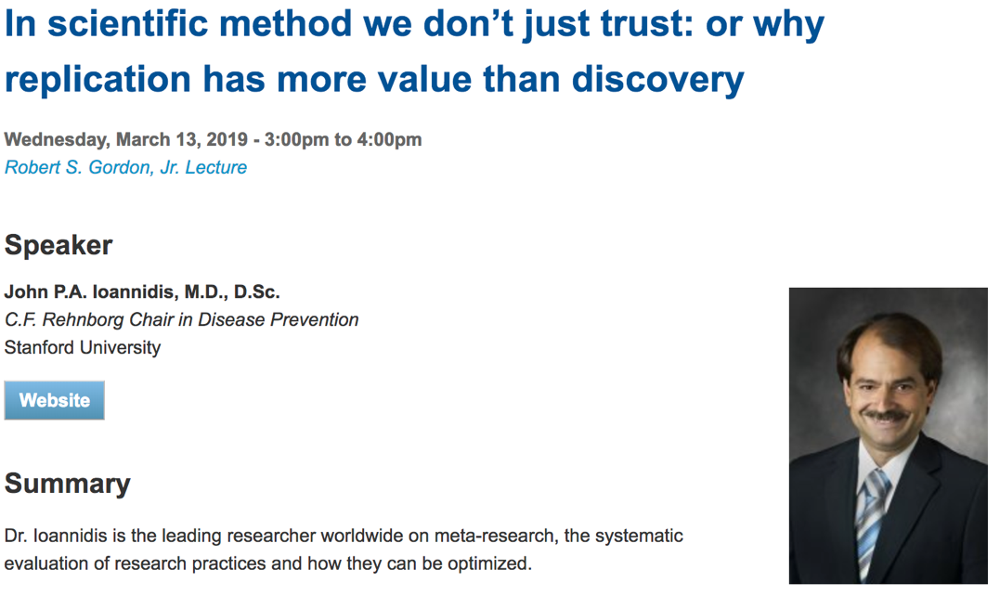 In scientific method we don’t just trust: or why
replication has more value than discovery
Wednesday, March 13, 2019 - 3:00pm to 4:00pm
Robert S. Gordon, Jr. Lecture
Speaker
John P.A. Ioannidis, M.D., D.Sc.
C.F. Rehnborg Chair in Disease Prevention
Stanford University
Website
Summary
Dr. Ioannidis is the leading researcher worldwide on meta-research, the systematic
evaluation of research practices and how they can be optimized.